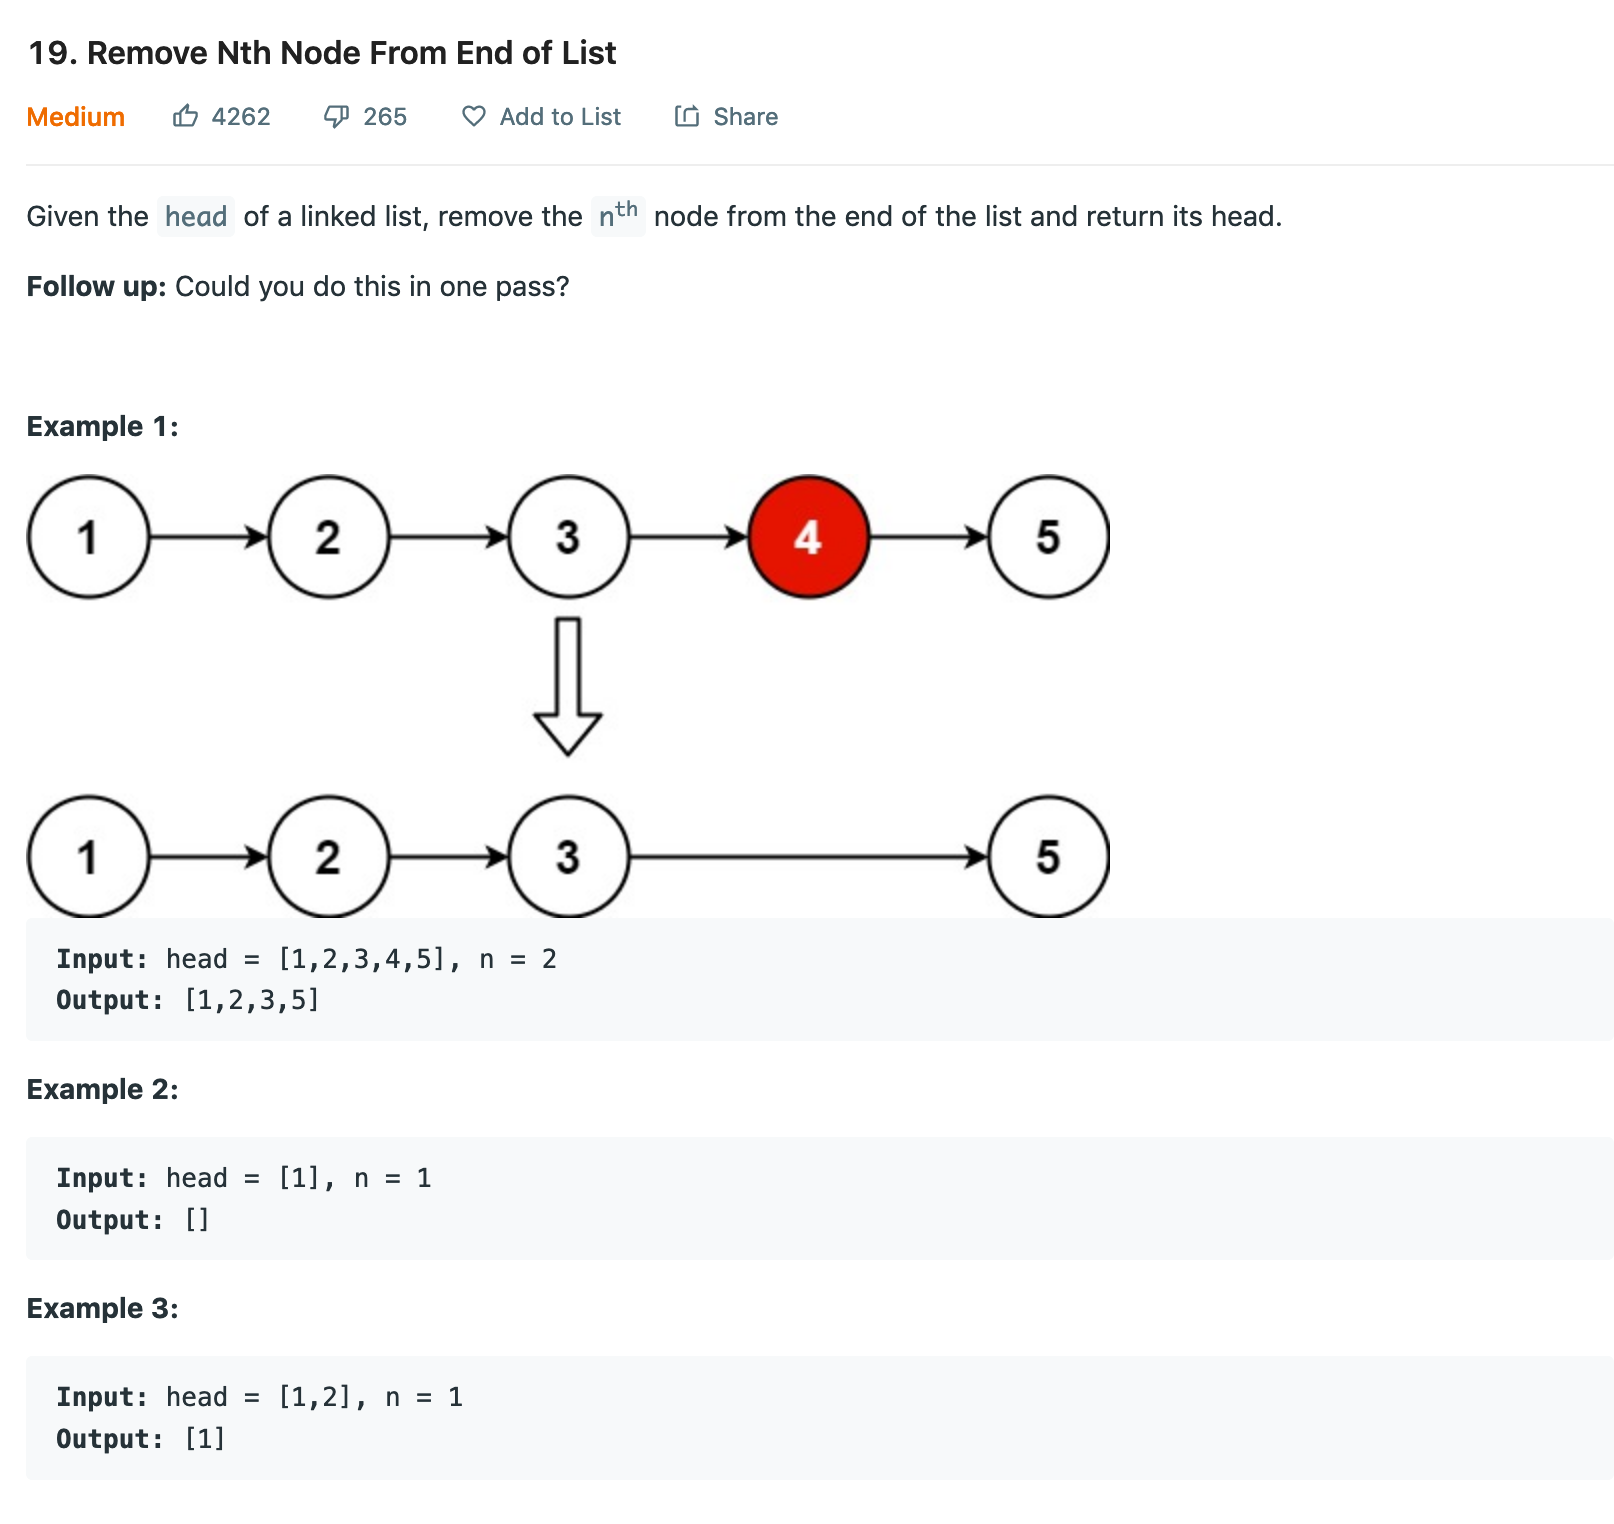 19. Remove Nth Node From End of List
Medium 4262 265 Add to List Share
Given the head of a linked list, remove the nth node from the end of the list and return its head.
Follow up: Could you do this in one pass?
Example 1:
1 2 3 4 5
1 2 3 5
Input: head = [1,2,3,4,5], n = 2
Output: [1,2,3,5]
Example 2:
Input: head = [1], n = 1
Output: []
Example 3:
Input: head = [1,2], n = 1
Output: [1]